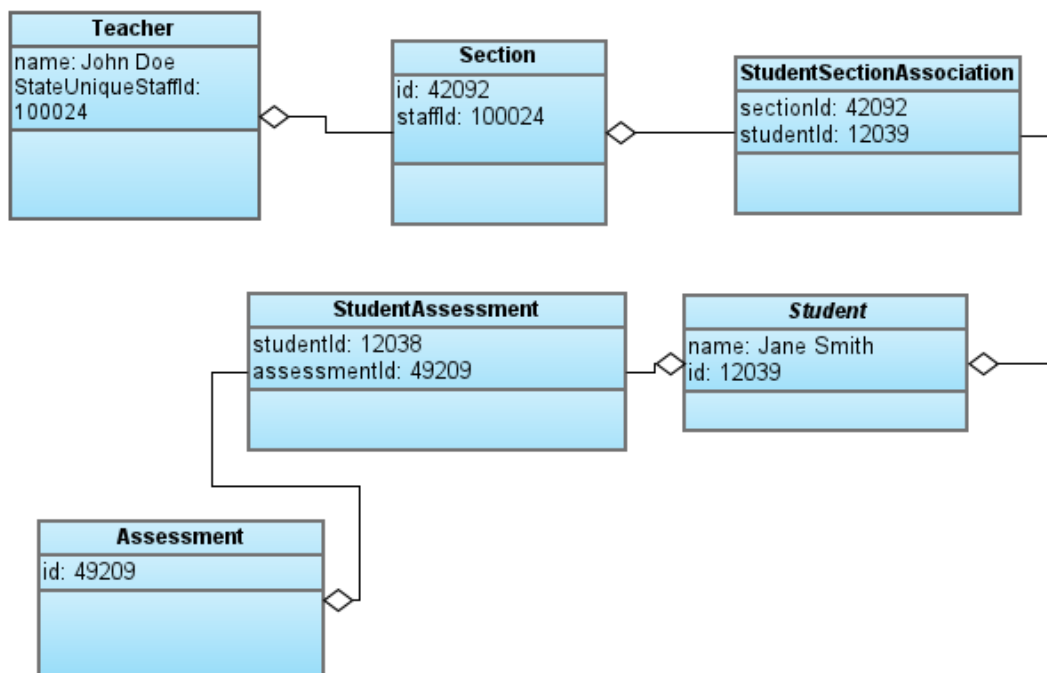 Teacher
name: John Doe
StateUniqueStaffId:
100024
Section
id: 42092
staffId: 100024
StudentSectionAssociation
sectionId: 42092
studentId: 12039
StudentAssessment
studentId: 12038
assessmentId: 49209
Student
name: Jane Smith
id: 12039
Assessment
id: 49209